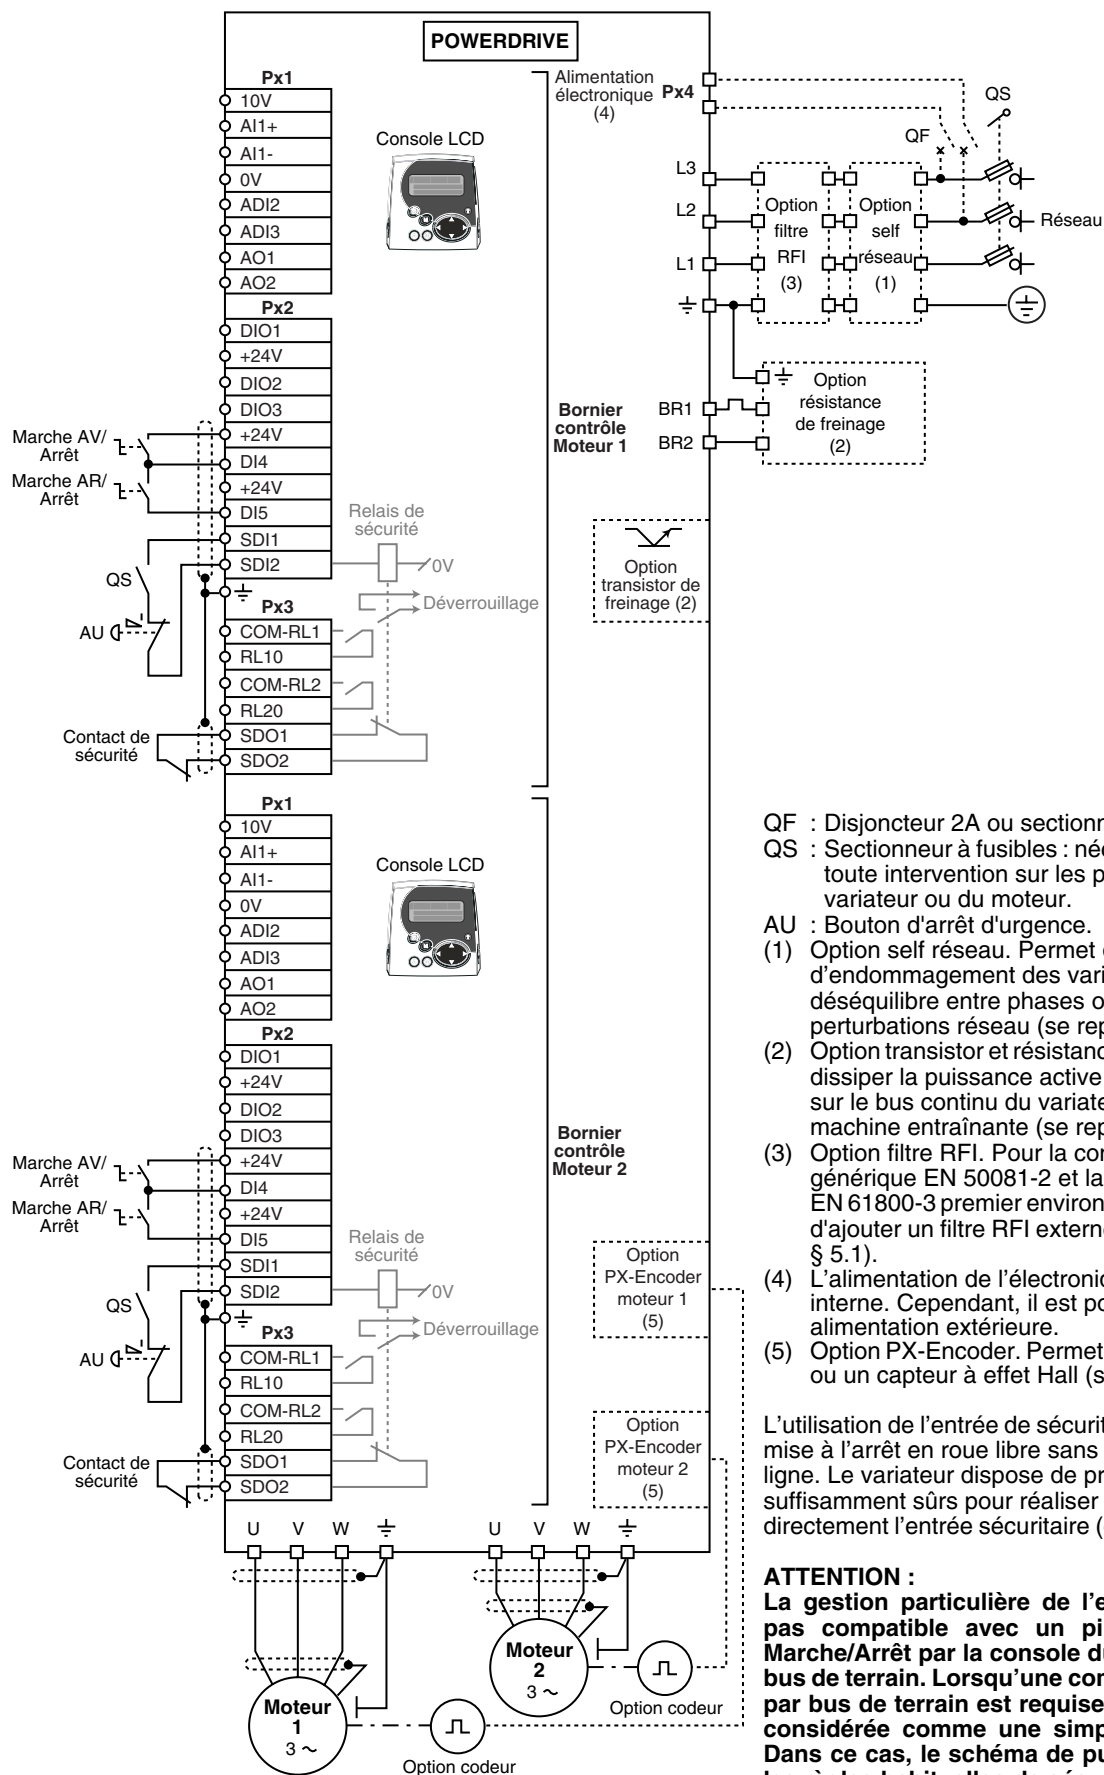 POWERDRIVE
Px1
10V
AI1+
AI1-
0V
ADI2
ADI3
AO1
AO2
Px2
DIO1
+24V
DIO2
DIO3
+24V
DI4
+24V
DI5
SDI1
SDI2
Px3
COM-RL1
RL10
COM-RL2
RL20
SDO1
SDO2
Console LCD
Marche AV/
Arrêt
Marche AR/
Arrêt
QS
AU
Contact de
sécurité
Relais de
sécurité
0V
Déverrouillage
Bornier
contrôle
Moteur 1
Alimentation
électronique
(4)
Px4
QS
QF
L3
L2
L1
Option
filtre
RFI
(3)
Option
self
réseau
(1)
Réseau
BR1
BR2
Option
résistance
de freinage
(2)
Option
transistor de
freinage (2)
Px1
10V
AI1+
AI1-
0V
ADI2
ADI3
AO1
AO2
Px2
DIO1
+24V
DIO2
DIO3
+24V
DI4
+24V
DI5
SDI1
SDI2
Px3
COM-RL1
RL10
COM-RL2
RL20
SDO1
SDO2
Console LCD
Marche AV/
Arrêt
Marche AR/
Arrêt
QS
AU
Contact de
sécurité
Relais de
sécurité
0V
Déverrouillage
Bornier
contrôle
Moteur 2
Option
PX-Encoder
moteur 1
(5)
Option
PX-Encoder
moteur 2
(5)
U V W
U V W
Moteur
1
3 ~
Option codeur
Moteur
2
3 ~
Option codeur
QF : Disjoncteur 2A ou sectionn
QS : Sectionneur à fusibles : née
toute intervention sur les p
variateur ou du moteur.
AU : Bouton d'arrêt d'urgence.
(1) Option self réseau. Permet
d’endommagement des vari
déséquilibre entre phases o
perturbations réseau (se rep
(2) Option transistor et résistanc
dissiper la puissance active
sur le bus continu du variate
machine entraînante (se rep
(3) Option filtre RFI. Pour la con
générique EN 50081-2 et la
EN 61800-3 premier environ
d'ajouter un filtre RFI externe
§ 5.1).
(4) L’alimentation de l’électronic
interne. Cependant, il est po
alimentation extérieure.
(5) Option PX-Encoder. Permet
ou un capteur à effet Hall (s
L’utilisation de l’entrée de sécurit
mise à l’arrêt en roue libre sans
ligne. Le variateur dispose de pr
suffisamment sûrs pour réaliser
directement l’entrée sécuritaire (
ATTENTION :
La gestion particulière de l’e
pas compatible avec un pi
Marche/Arrêt par la console du
bus de terrain. Lorsqu’une con
par bus de terrain est requise
considérée comme une simp
Dans ce cas, le schéma de pu